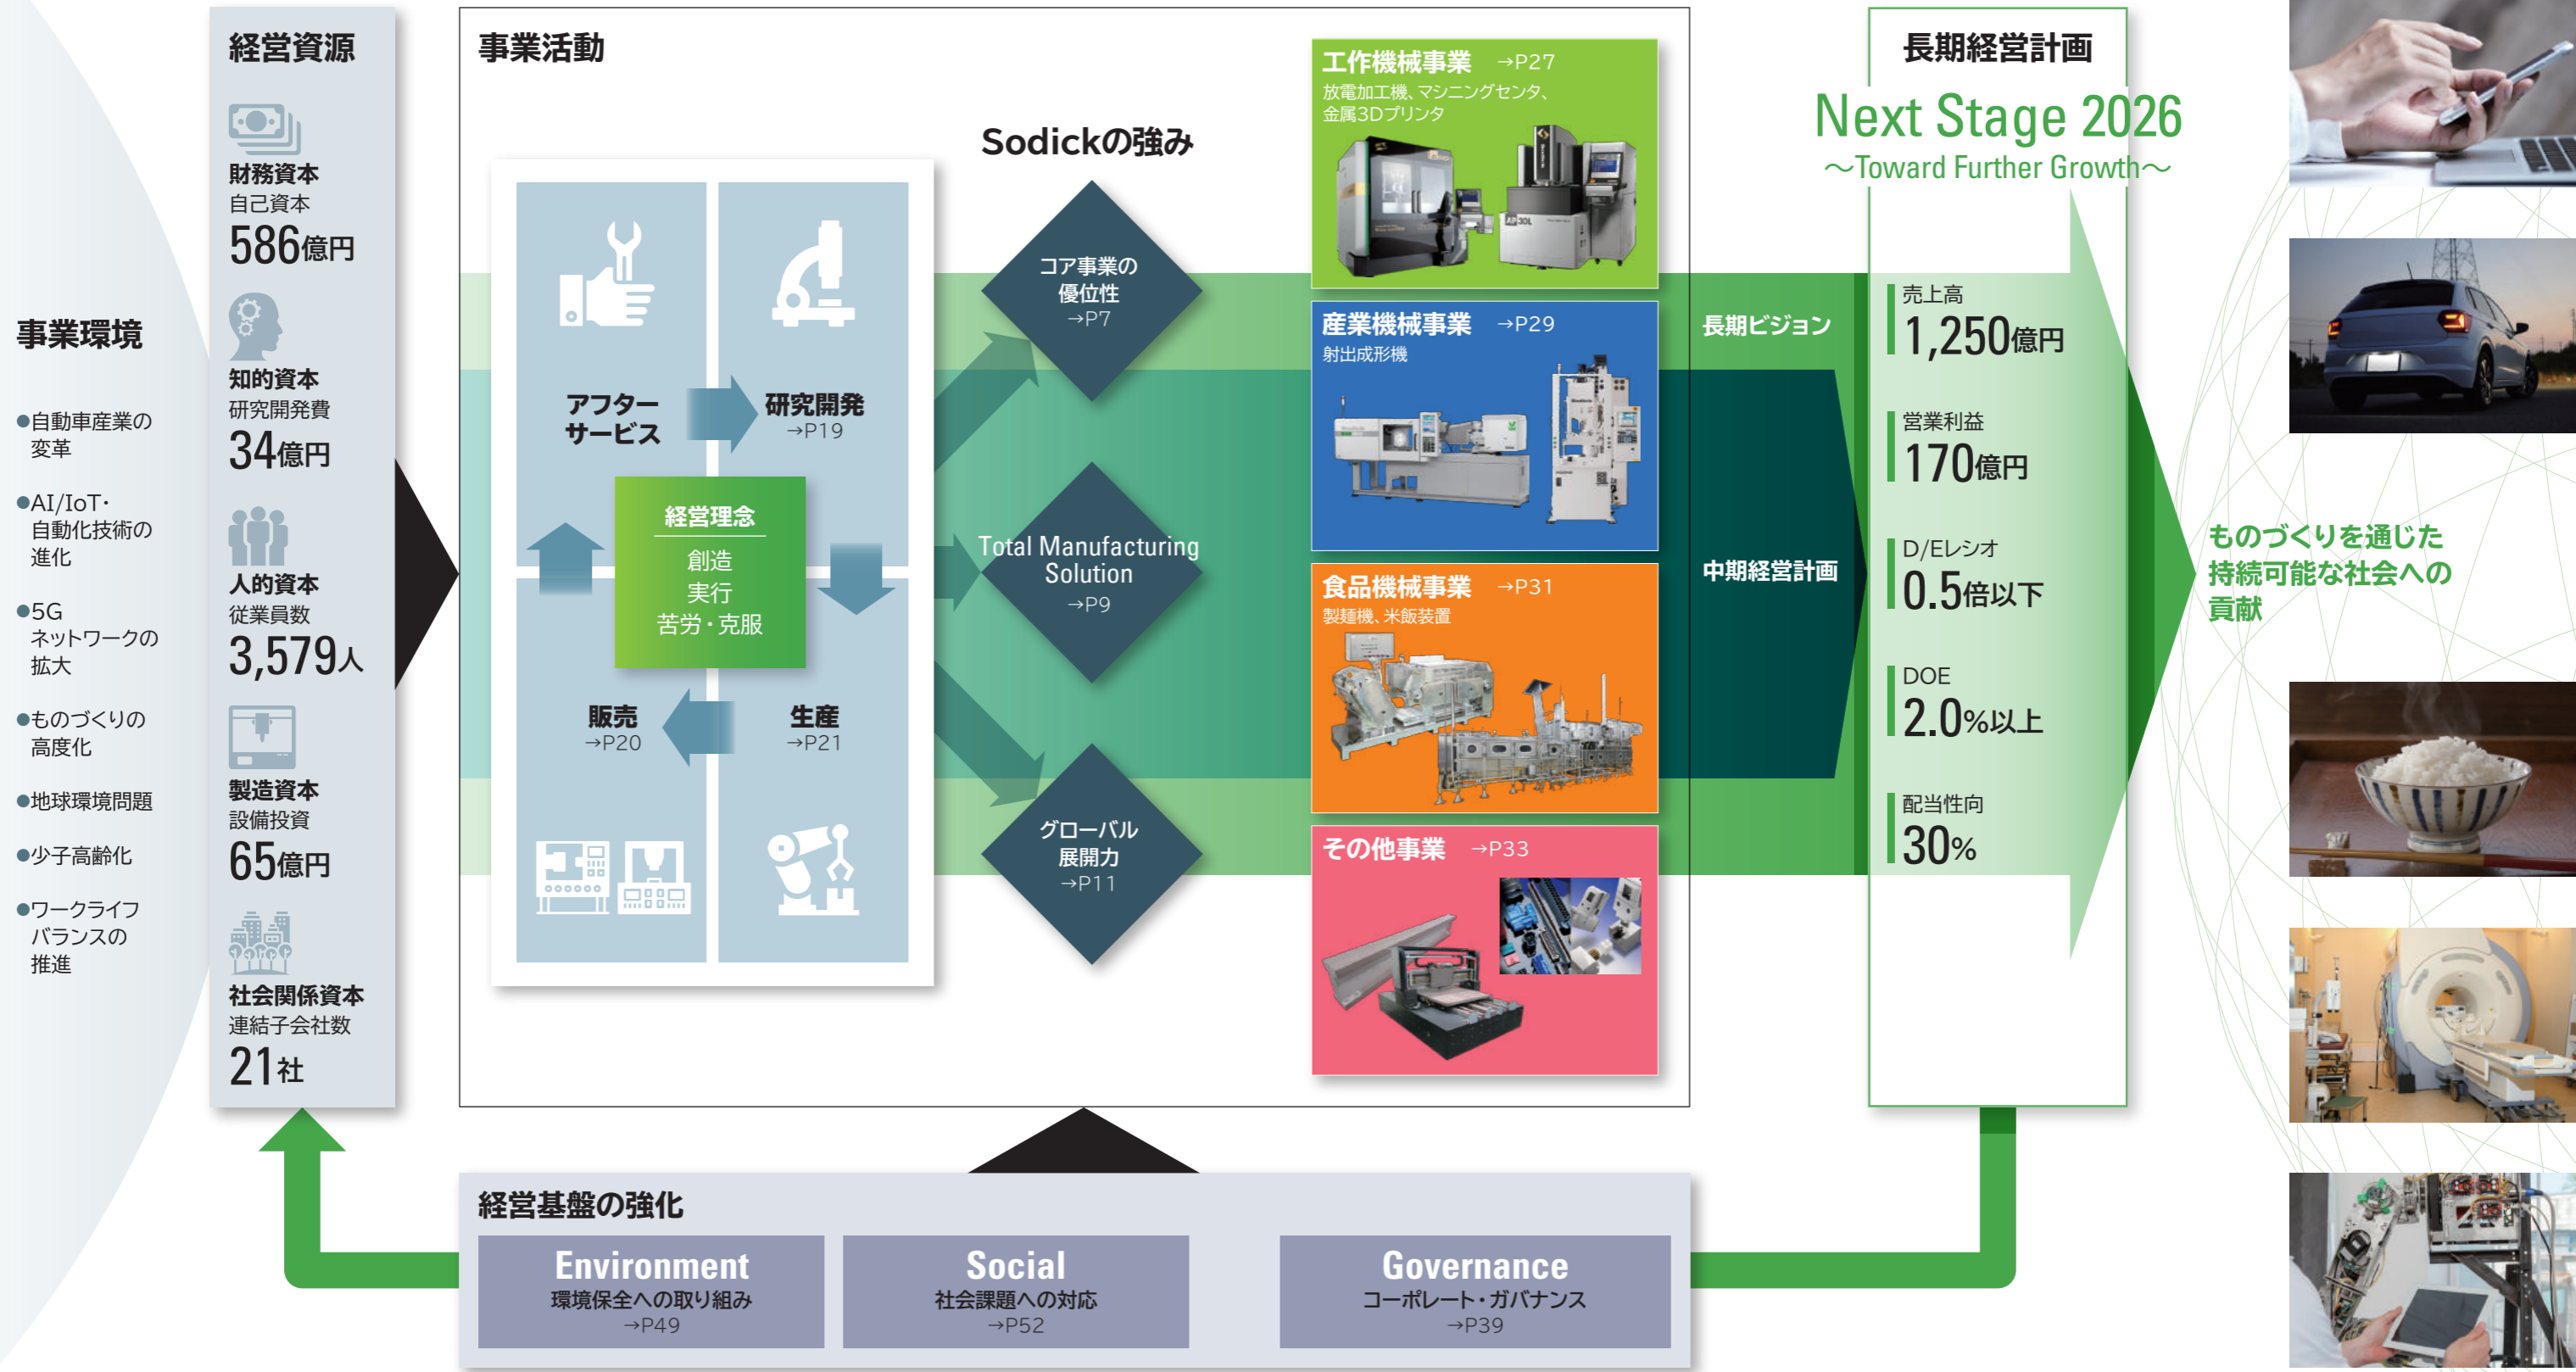 事業環境
●自動車産業の
変革
●AI/IoT・
自動化技術の
進化
●5G
ネットワークの
拡大
●ものづくりの
高度化
●地球環境問題
●少子高齢化
●ワークライフ
バランスの
推進
経営資源
財務資本
自己資本
586億円
知的資本
研究開発費
34億円
人的資本
従業員数
3,579人
製造資本
設備投資
65億円
社会関係資本
連結子会社数
21社
事業活動
アフター
サービス
研究開発
→P19
経営理念
創造
実行
苦労・克服
販売
→P20
生産
→P21
Sodickの強み
コア事業の
優位性
→P7
Total Manufacturing
Solution
→P9
グローバル
展開力
→P11
工作機械事業 →P27
放電加工機、マシニングセンタ、
金属3Dプリンタ
産業機械事業 →P29
射出成形機
食品機械事業 →P31
製麺機、米飯装置
その他事業 →P33
長期ビジョン
中期経営計画
長期経営計画
Next Stage 2026
～Toward Further Growth～
売上高
1,250億円
営業利益
170億円
D/Eレシオ
0.5倍以下
DOE
2.0%以上
配当性向
30%
ものづくりを通じた
持続可能な社会への
貢献
経営基盤の強化
Environment
環境保全への取り組み
→P49
Social
社会課題への対応
→P52
Governance
コーポレート・ガバナンス
→P39